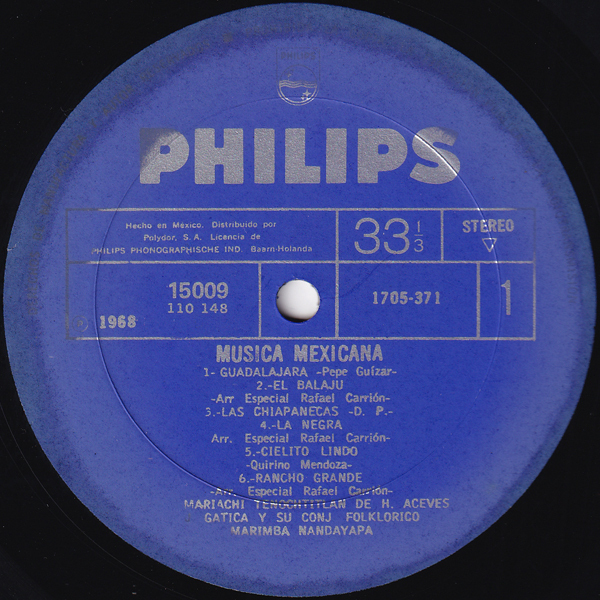 PHILIPS
PHILIPS
Hecho en México. Distribuido por
Polydor, S. A. Licencia de
PHILIPS PHONOGRAPHISCHE IND. Baarn-Holanda
33 1/3
STEREO
15009
110 148
℗ 1968
1705-371
1
MUSICA MEXICANA
1- GUADALAJARA -Pepe Guízar-
2.-EL BALAJU
-Arr Especial Rafael Carrión-
3.-LAS CHIAPANECAS -D. P.-
4.-LA NEGRA
Arr. Especial Rafael Carrión-
5.-CIELITO LINDO
-Quirino Mendoza-
6.-RANCHO GRANDE
-Arr. Especial Rafael Carrión-
MARIACHI TENOCHTITLAN DE H. ACEVES
GATICA Y SU CONJ FOLKLORICO
MARIMBA NANDAYAPA